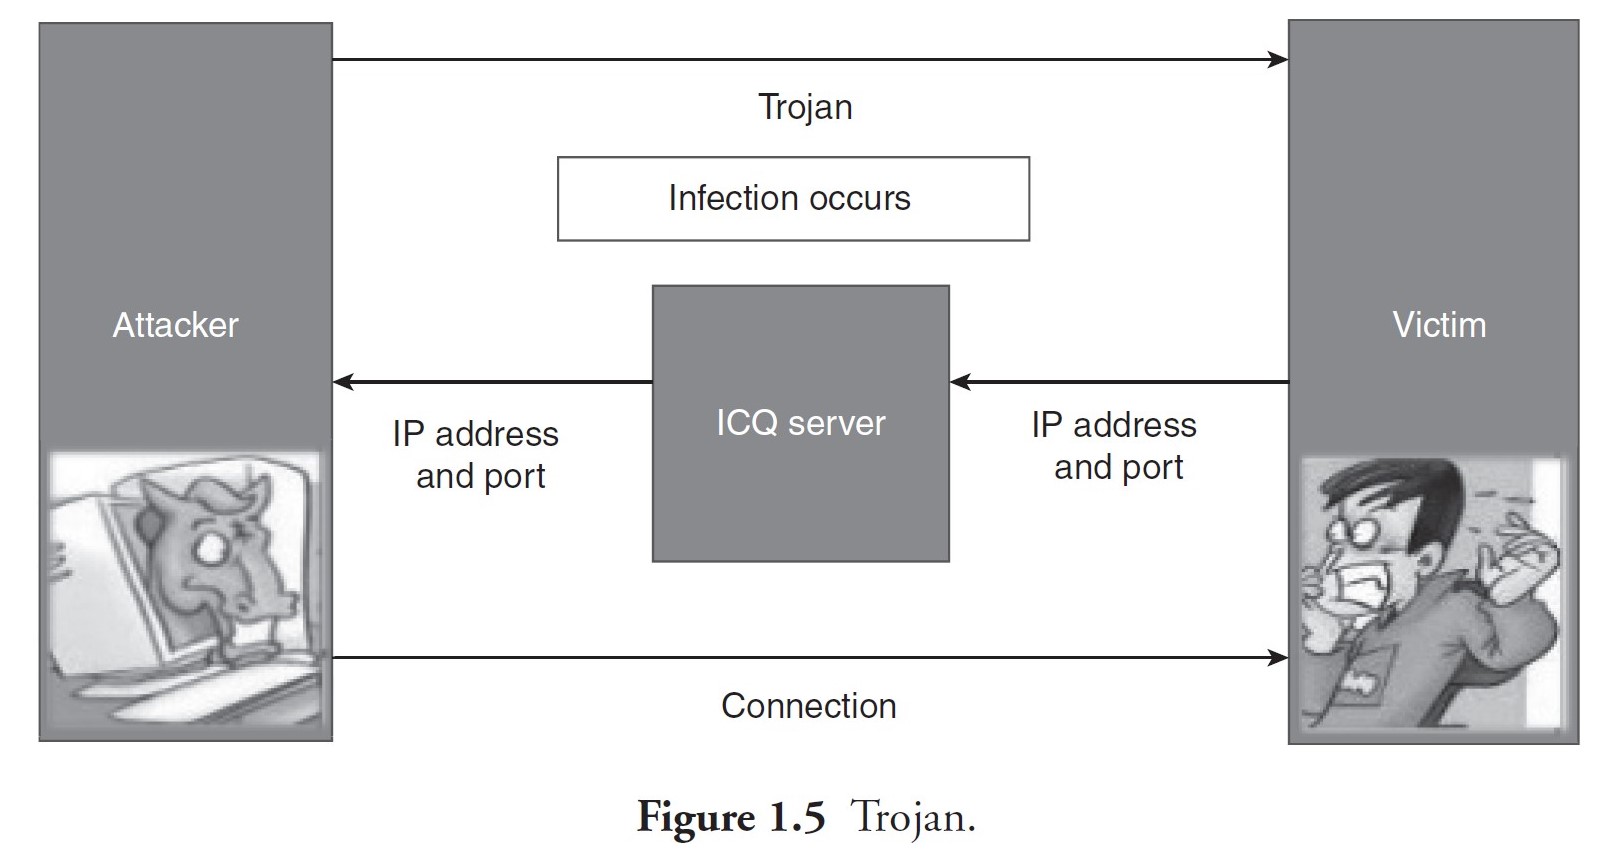 Trojan
Infection occurs
Attacker
Victim
ICQ server
IP address
and port
IP address
and port
Connection
Figure 1.5 Trojan.